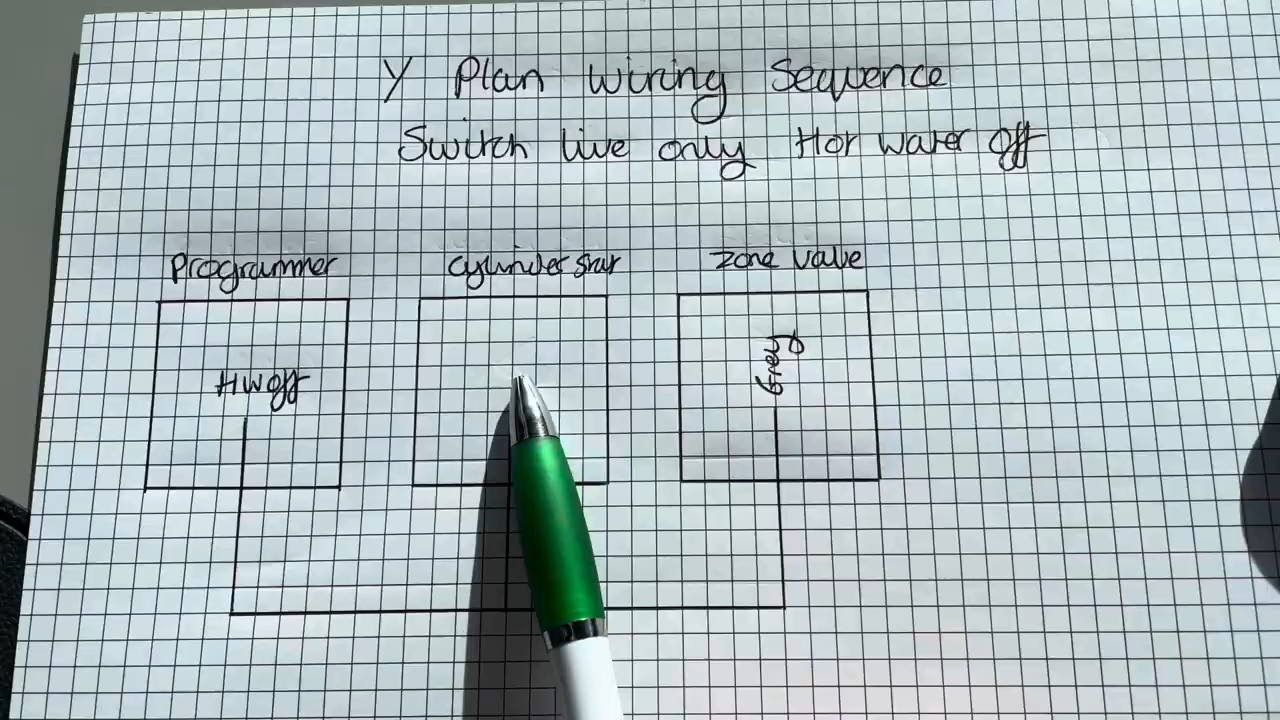 Y Plan Wiring Sequence
Switch live only Hot water off
Programmer
Cylinder stat
Zone Valve
HW off
Grey